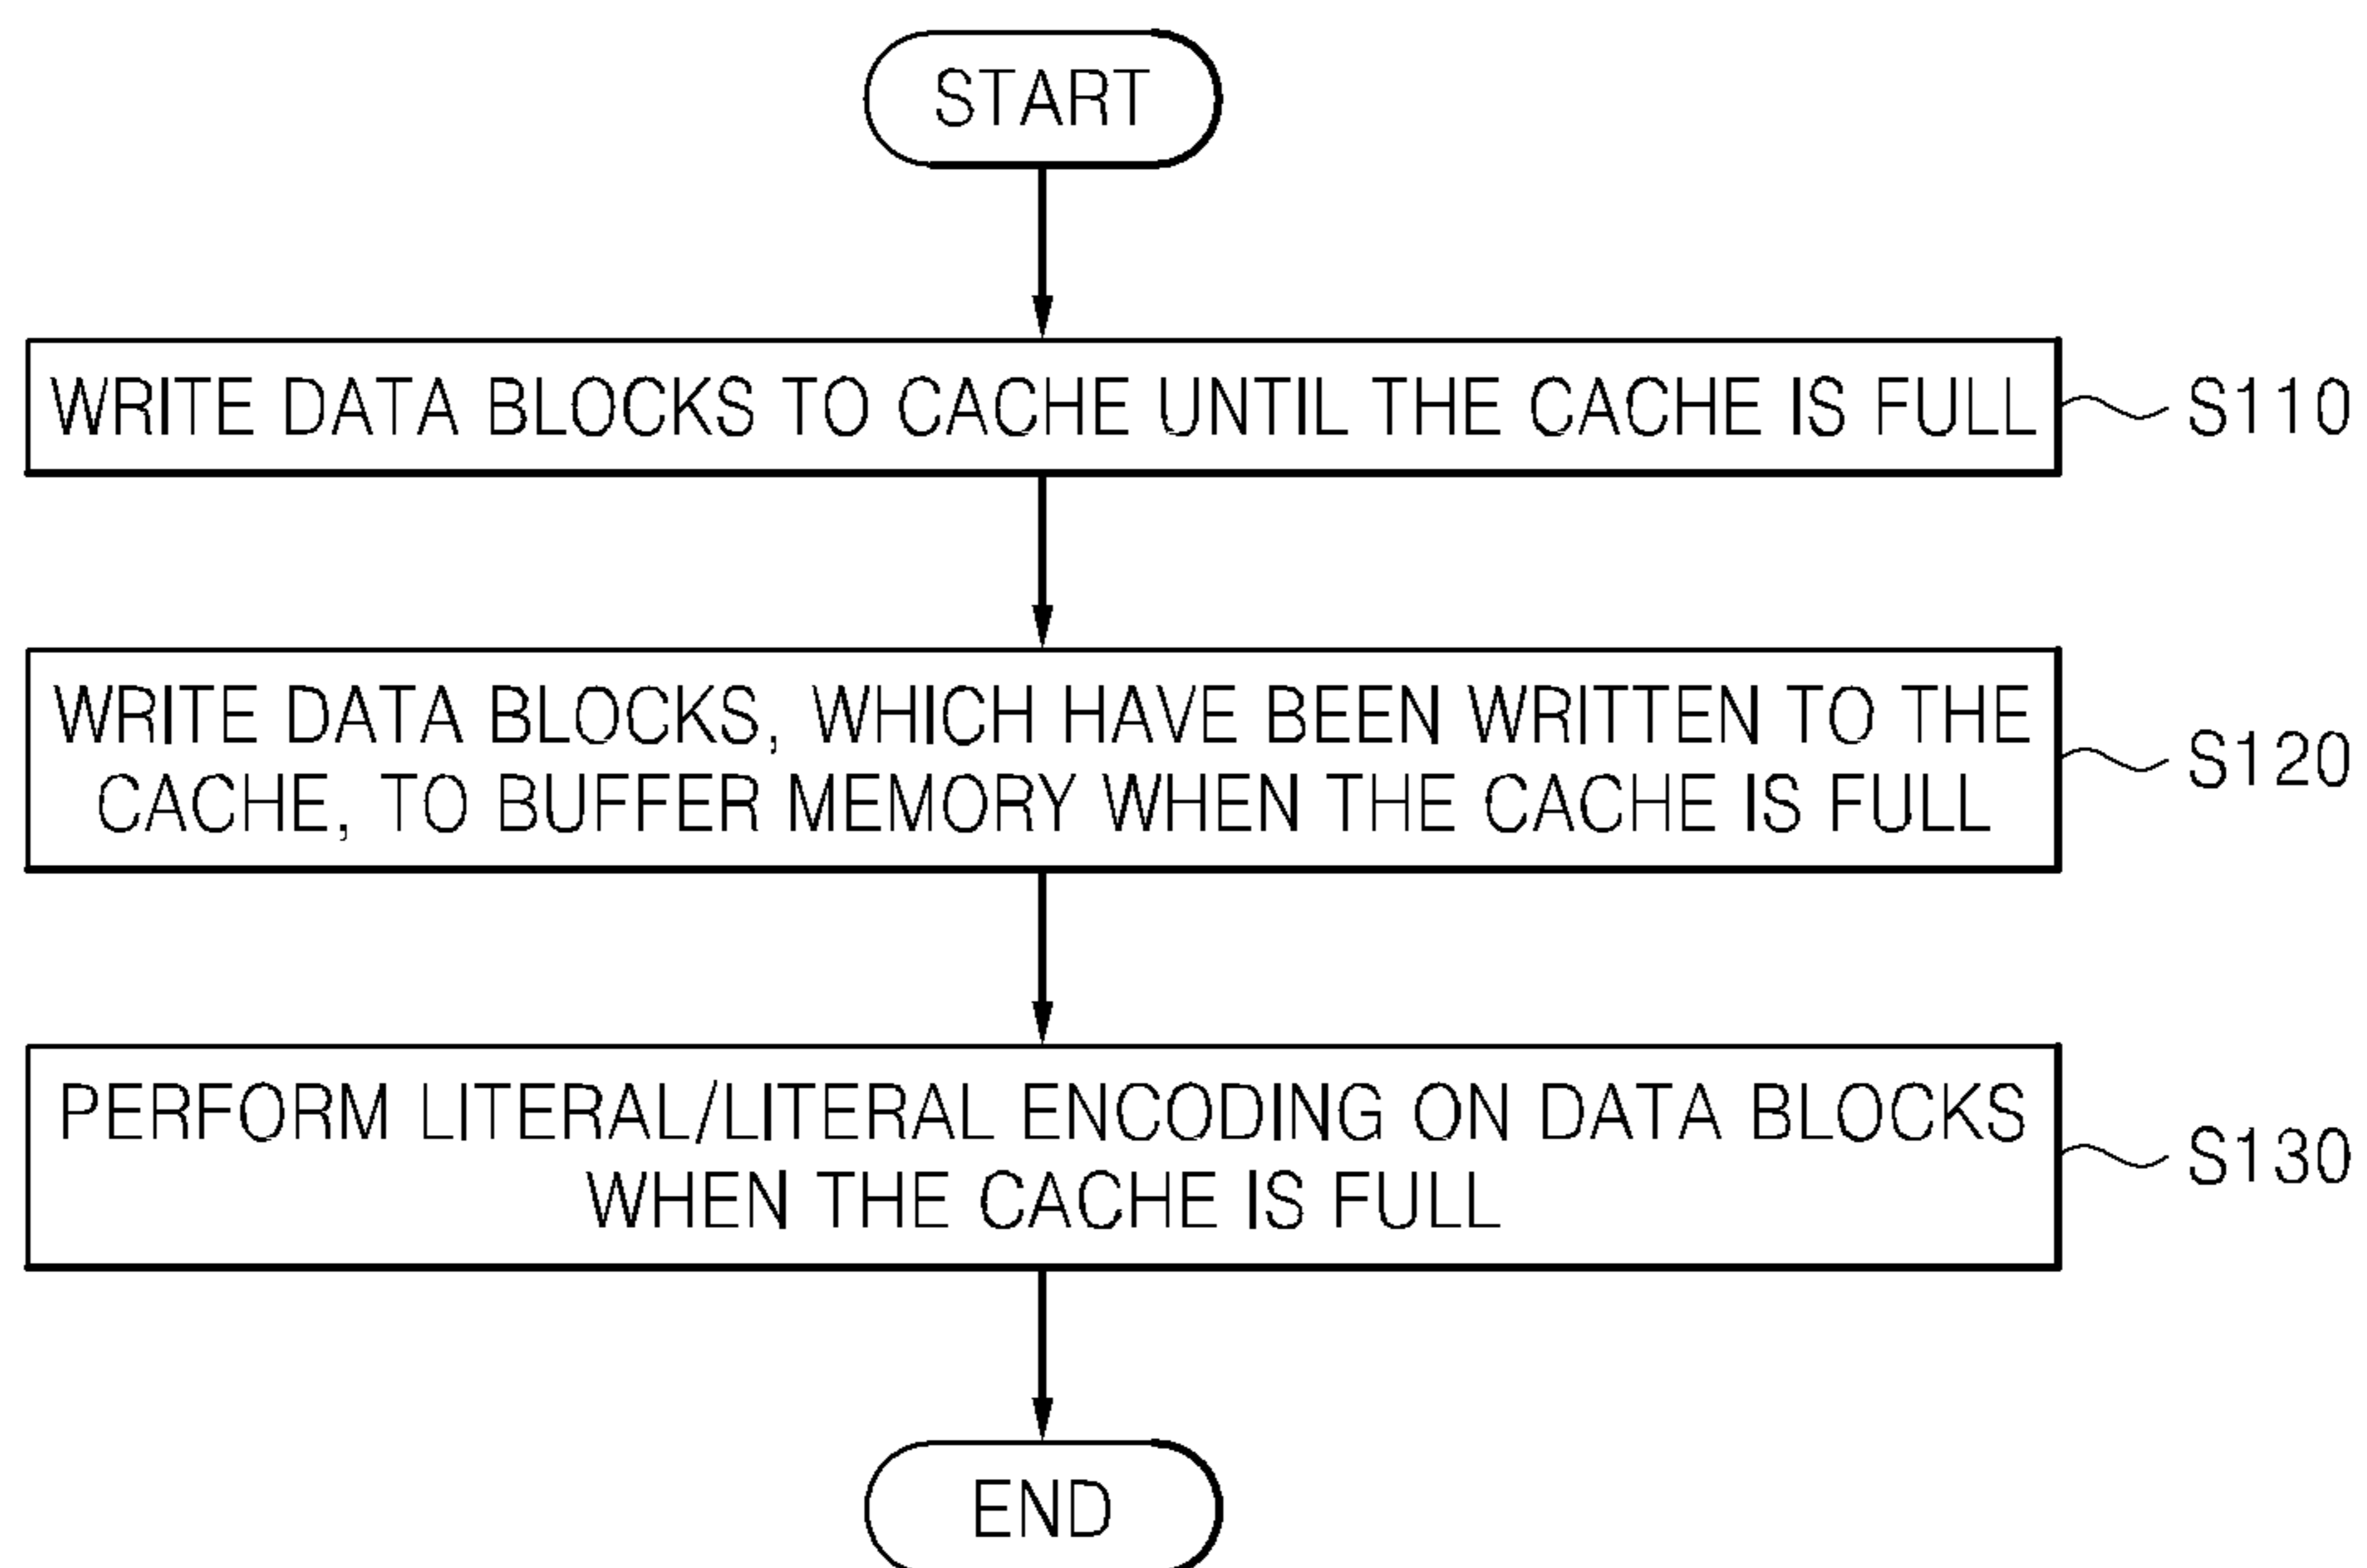 START
WRITE DATA BLOCKS TO CACHE UNTIL THE CACHE IS FULL
S110
WRITE DATA BLOCKS, WHICH HAVE BEEN WRITTEN TO THE
CACHE, TO BUFFER MEMORY WHEN THE CACHE IS FULL
S120
PERFORM LITERAL/LITERAL ENCODING ON DATA BLOCKS
WHEN THE CACHE IS FULL
S130
END